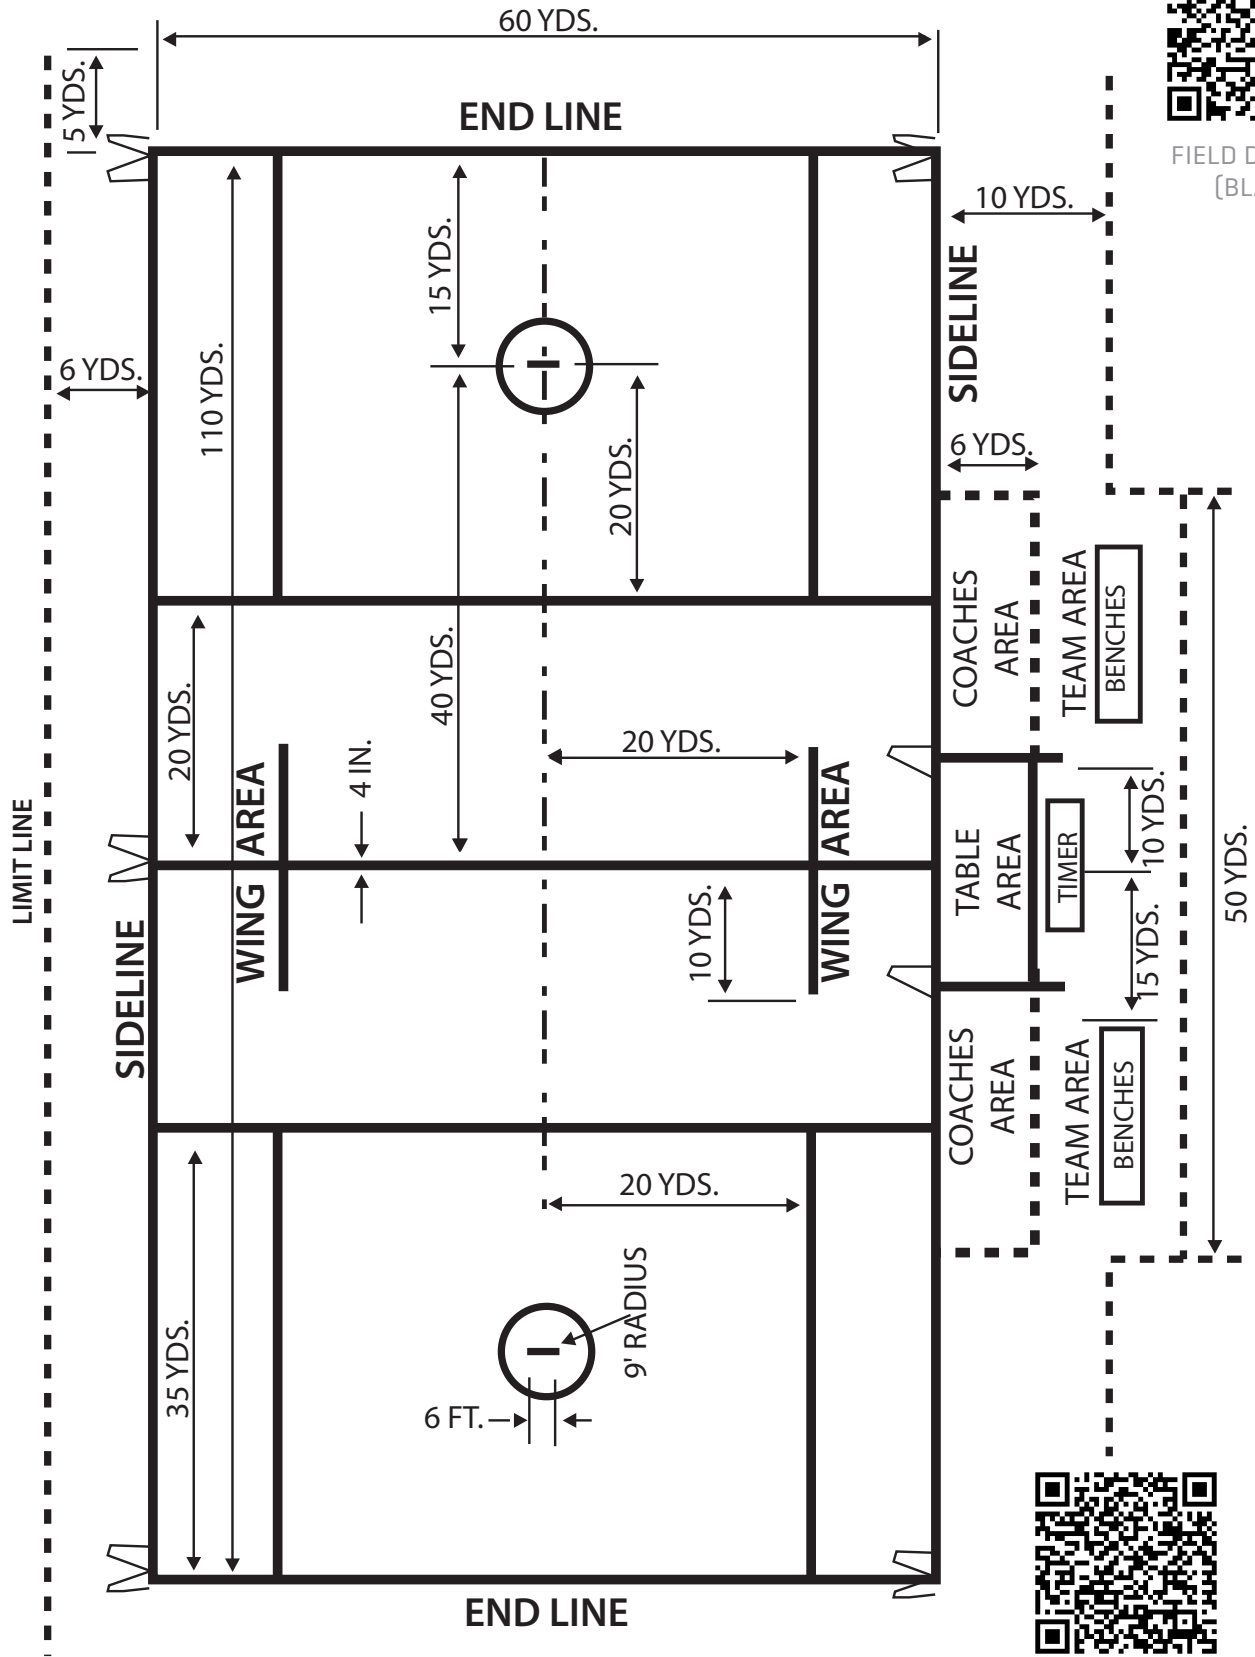 60 YDS.
5 YDS.
END LINE
FIELD D
(BL
10 YDS.
15 YDS.
SIDELINE
6 YDS.
110 YDS.
6 YDS.
20 YDS.
COACHES
AREA
TEAM AREA
BENCHES
20 YDS.
40 YDS.
4 IN.
20 YDS.
WING AREA
WING AREA
LIMIT LINE
TABLE
AREA
TIMER
10 YDS.
50 YDS.
10 YDS.
15 YDS.
SIDELINE
COACHES
AREA
TEAM AREA
BENCHES
20 YDS.
35 YDS.
9' RADIUS
6 FT.
END LINE